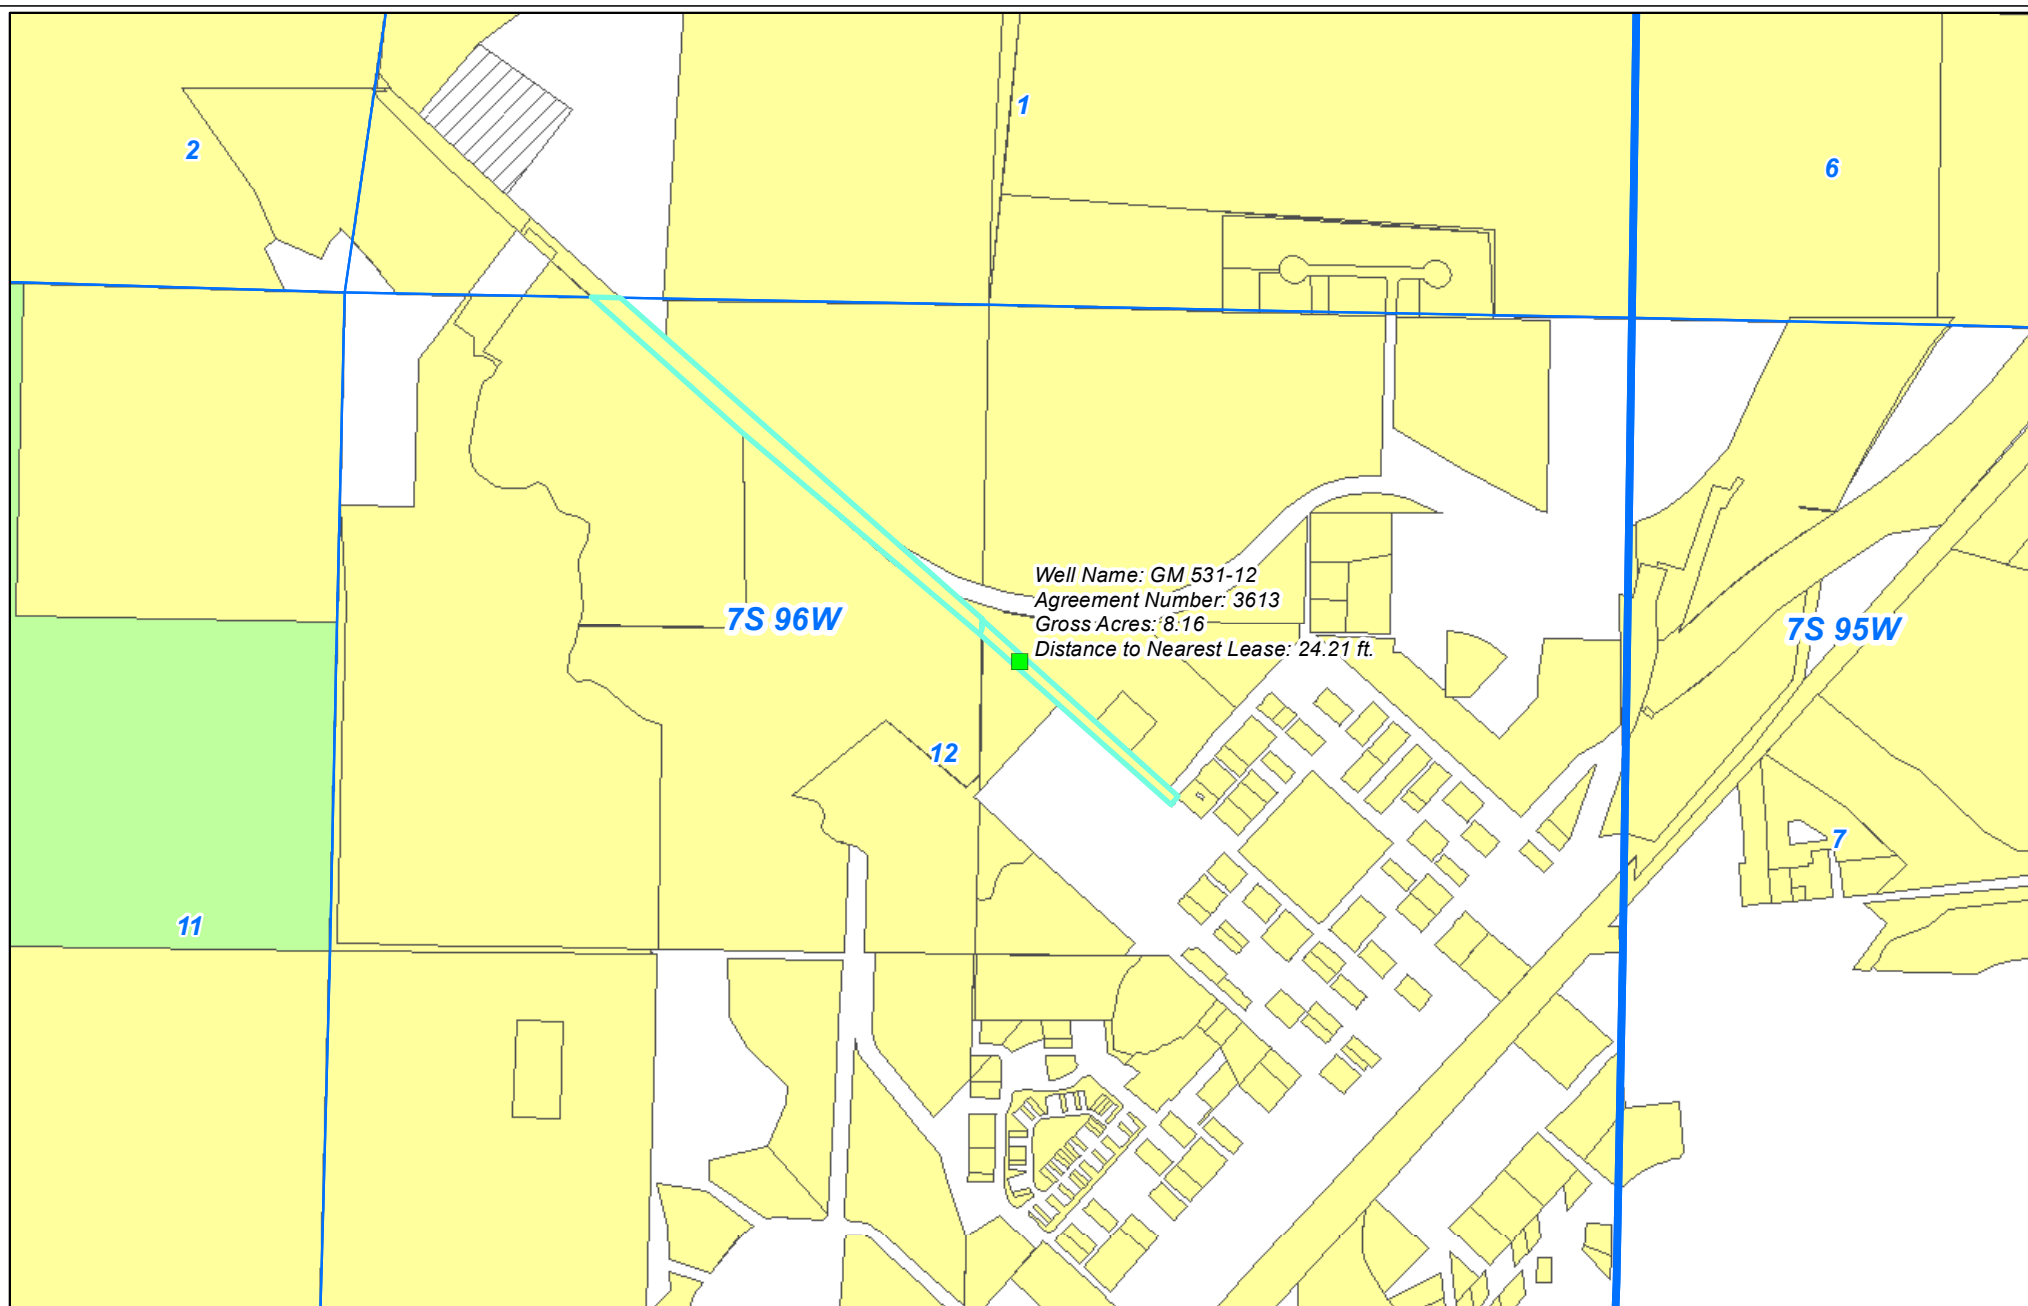 1
2
6
Well Name: GM 531-12
Agreement Number: 3613
Gross Acres: 8.16
Distance to Nearest Lease: 24.21 ft.
7S 96W
7S 95W
12
7
11